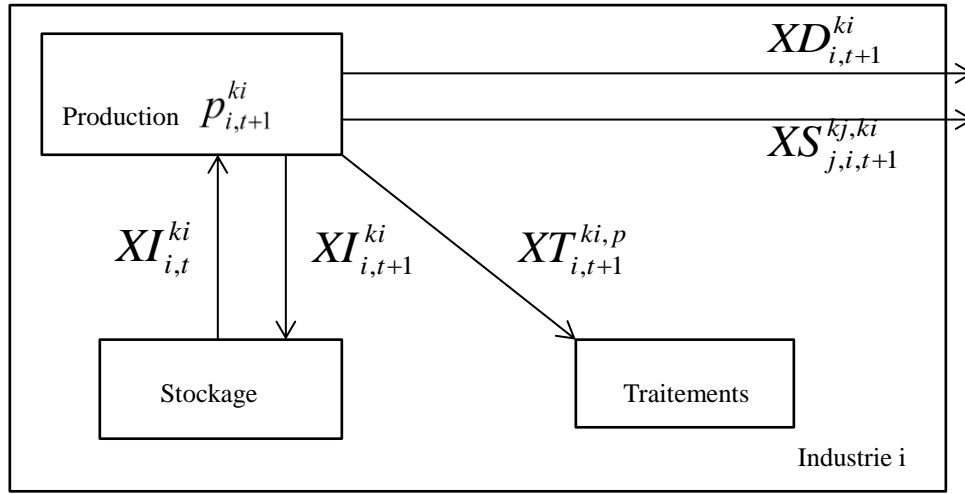 XD^{ki}_{i,t+1}
Production p^{ki}_{i,t+1}
XS^{kj,ki}_{j,i,t+1}
XI^{ki}_{i,t} XI^{ki}_{i,t+1} XT^{ki,p}_{i,t+1}
Stockage Traitements
Industrie i